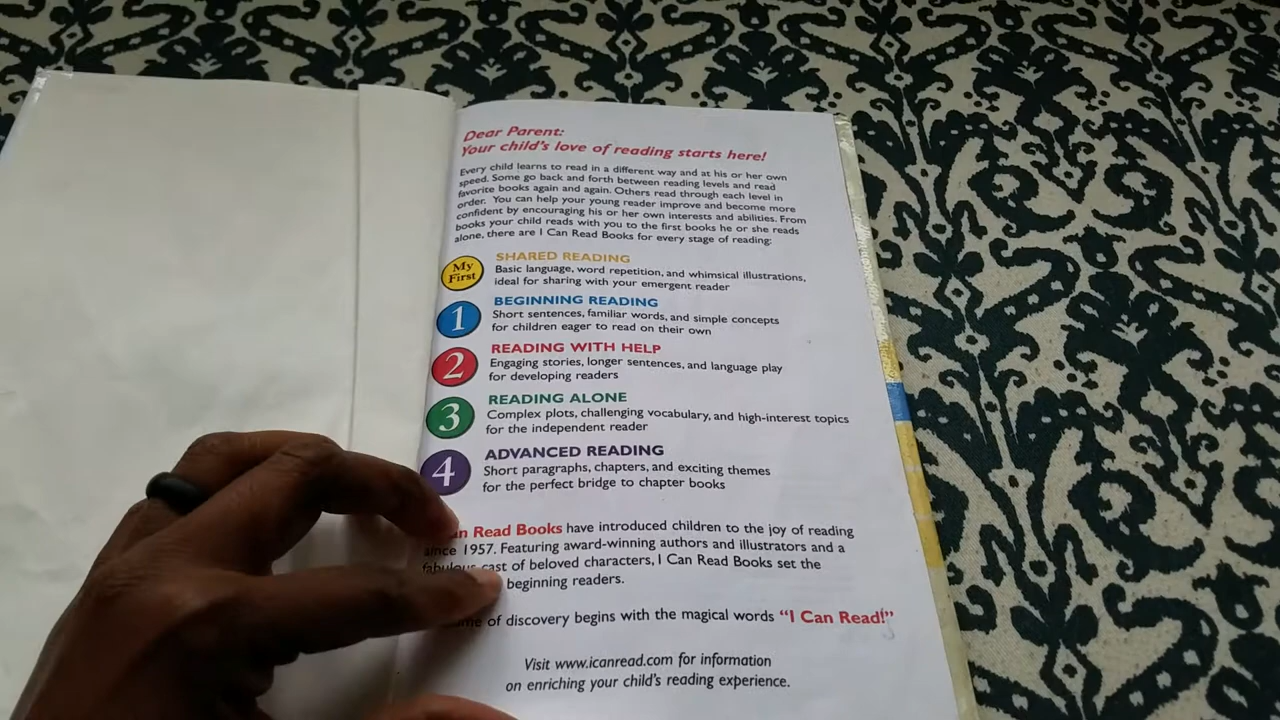 Dear Parent:
Your child's love of reading starts here!
Every child learns to read in a different way and at his or her own
speed. Some go back and forth between reading levels and read
favorite books again and again. Others read through each level in
order. You can help your young reader improve and become more
confident by encouraging his or her own interests and abilities. From
books your child reads with you to the first books he or she reads
alone, there are I Can Read Books for every stage of reading:
My
First
SHARED READING
Basic language, word repetition, and whimsical illustrations,
ideal for sharing with your emergent reader
1
BEGINNING READING
Short sentences, familiar words, and simple concepts
for children eager to read on their own
2
READING WITH HELP
Engaging stories, longer sentences, and language play
for developing readers
3
READING ALONE
Complex plots, challenging vocabulary, and high-interest topics
for the independent reader
4
ADVANCED READING
Short paragraphs, chapters, and exciting themes
for the perfect bridge to chapter books
Read Books have introduced children to the joy of reading
since 1957. Featuring award-winning authors and illustrators and a
fabulous cast of beloved characters, I Can Read Books set the
beginning readers.
of discovery begins with the magical words "I Can Read!"
Visit www.icanread.com for information
on enriching your child's reading experience.